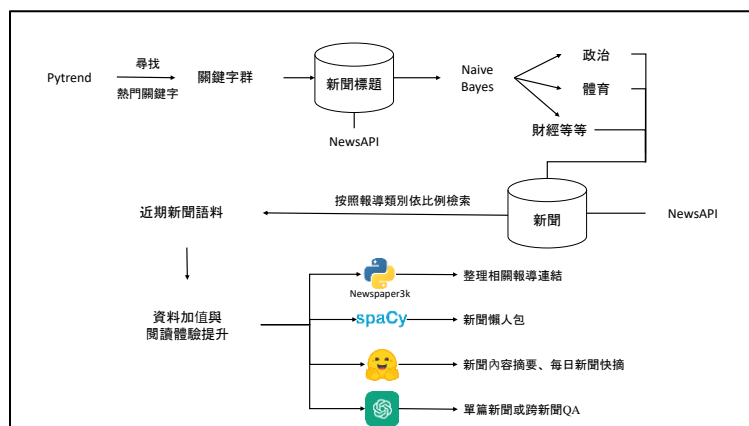 Pytrend
尋找
熱門關鍵字
關鍵字群
新聞標題
NewsAPI
Naive
Bayes
政治
體育
財經等等
近期新聞語料
按照報導類別依比例檢索
新聞
NewsAPI
資料加值與
閱讀體驗提升
Newspaper3k
整理相關報導連結
spaCy
新聞懶人包
新聞內容摘要、每日新聞快摘
單篇新聞或跨新聞QA